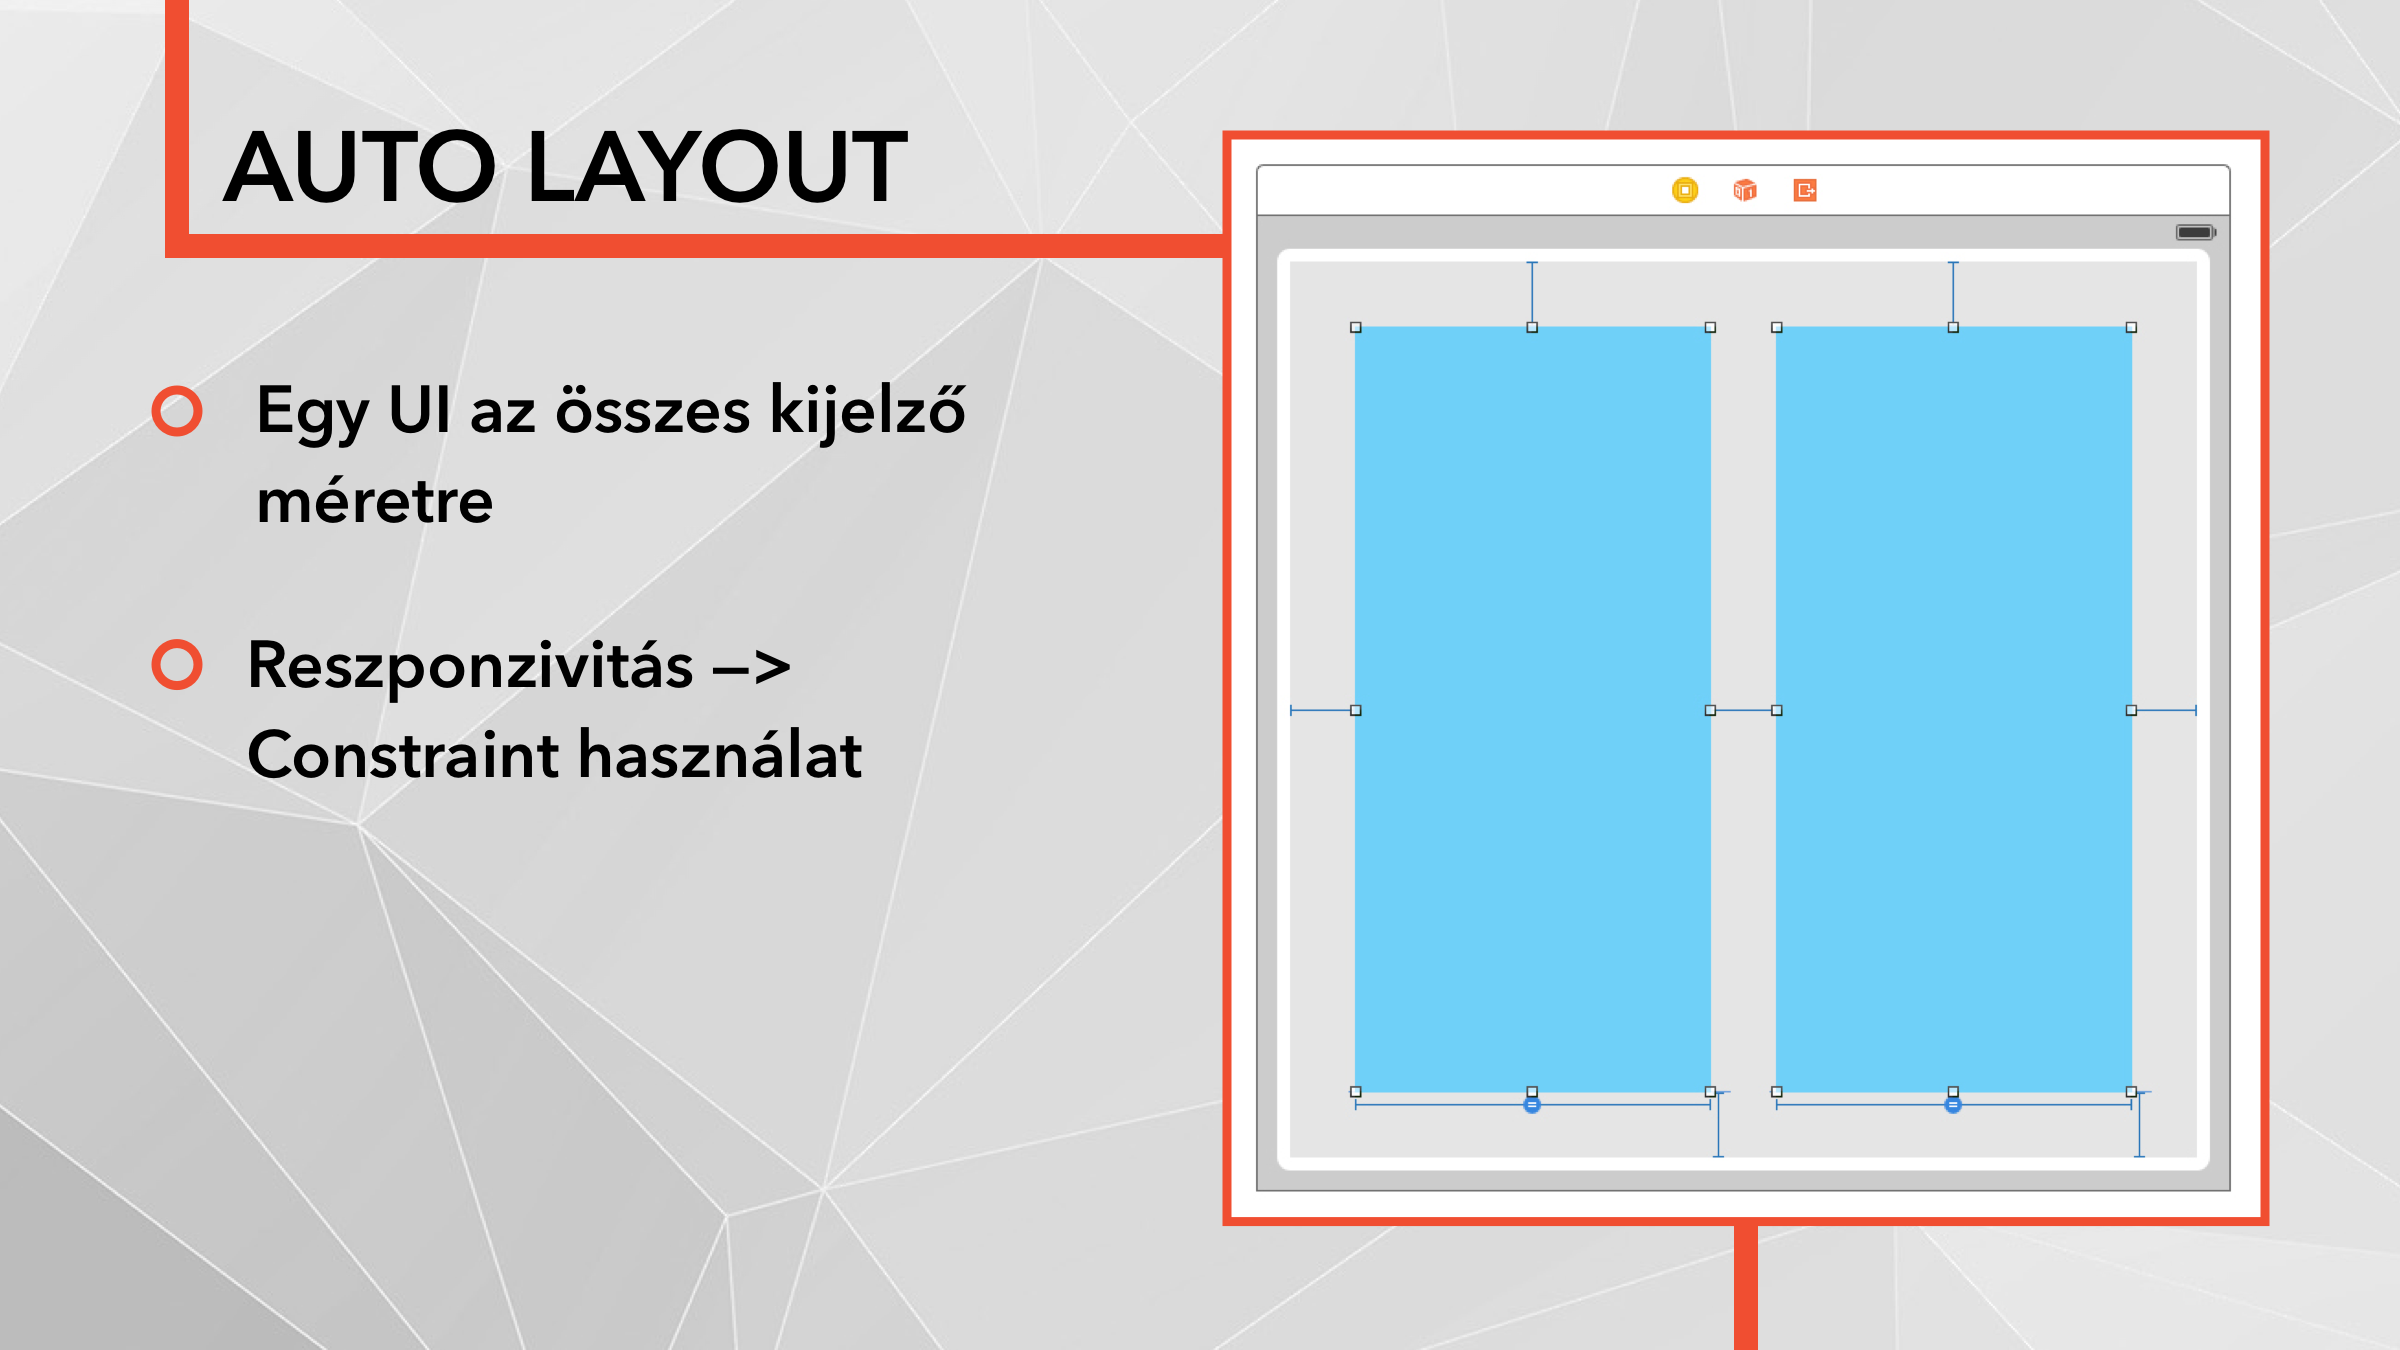 AUTO LAYOUT
Egy UI az összes kijelző
méretre
Reszponzivitás –>
Constraint használat